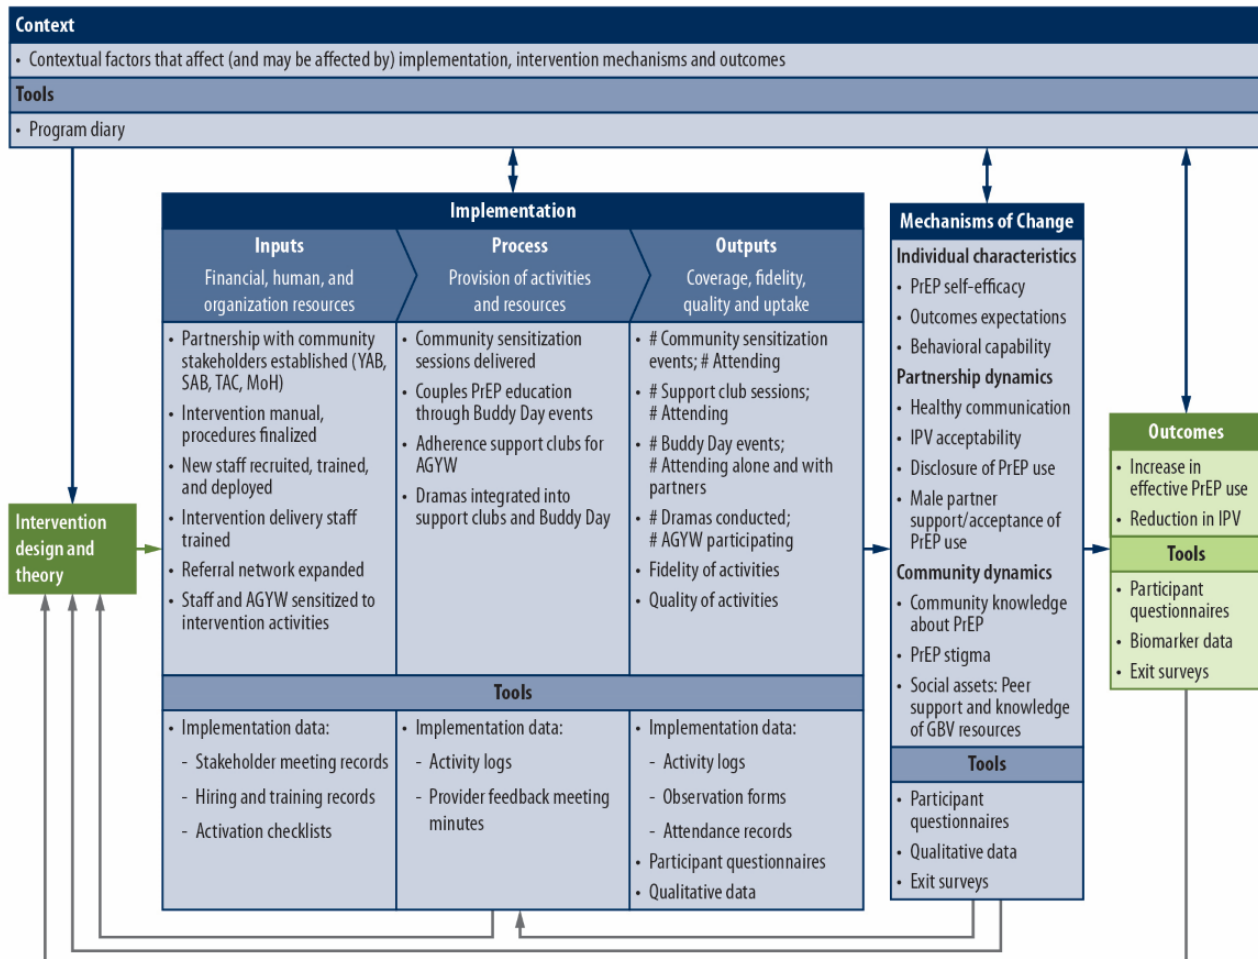 Context
• Contextual factors that affect (and may be affected by) implementation, intervention mechanisms and outcomes
Tools
• Program diary
Intervention
design and
theory
Implementation
Inputs
Financial, human, and
organization resources
• Partnership with community
stakeholders established (YAB,
SAB, TAC, MoH)
• Intervention manual,
procedures finalized
• New staff recruited, trained,
and deployed
• Intervention delivery staff
trained
• Referral network expanded
• Staff and AGYW sensitized to
intervention activities
Process
Provision of activities
and resources
• Community sensitization
sessions delivered
• Couples PrEP education
through Buddy Day events
• Adherence support clubs for
AGYW
• Dramas integrated into
support clubs and Buddy Day
Outputs
Coverage, fidelity,
quality and uptake
• # Community sensitization
events; # Attending
• # Support club sessions;
# Attending
• # Buddy Day events;
# Attending alone and with
partners
• # Dramas conducted;
# AGYW participating
• Fidelity of activities
• Quality of activities
Tools
• Implementation data:
- Stakeholder meeting records
- Hiring and training records
- Activation checklists
• Implementation data:
- Activity logs
- Provider feedback meeting
minutes
• Implementation data:
- Activity logs
- Observation forms
- Attendance records
• Participant questionnaires
• Qualitative data
Mechanisms of Change
Individual characteristics
• PrEP self-efficacy
• Outcomes expectations
• Behavioral capability
Partnership dynamics
• Healthy communication
• IPV acceptability
• Disclosure of PrEP use
• Male partner
support/acceptance of
PrEP use
Community dynamics
• Community knowledge
about PrEP
• PrEP stigma
• Social assets: Peer
support and knowledge
of GBV resources
Tools
• Participant
questionnaires
• Qualitative data
• Exit surveys
Outcomes
• Increase in
effective PrEP use
• Reduction in IPV
Tools
• Participant
questionnaires
• Biomarker data
• Exit surveys